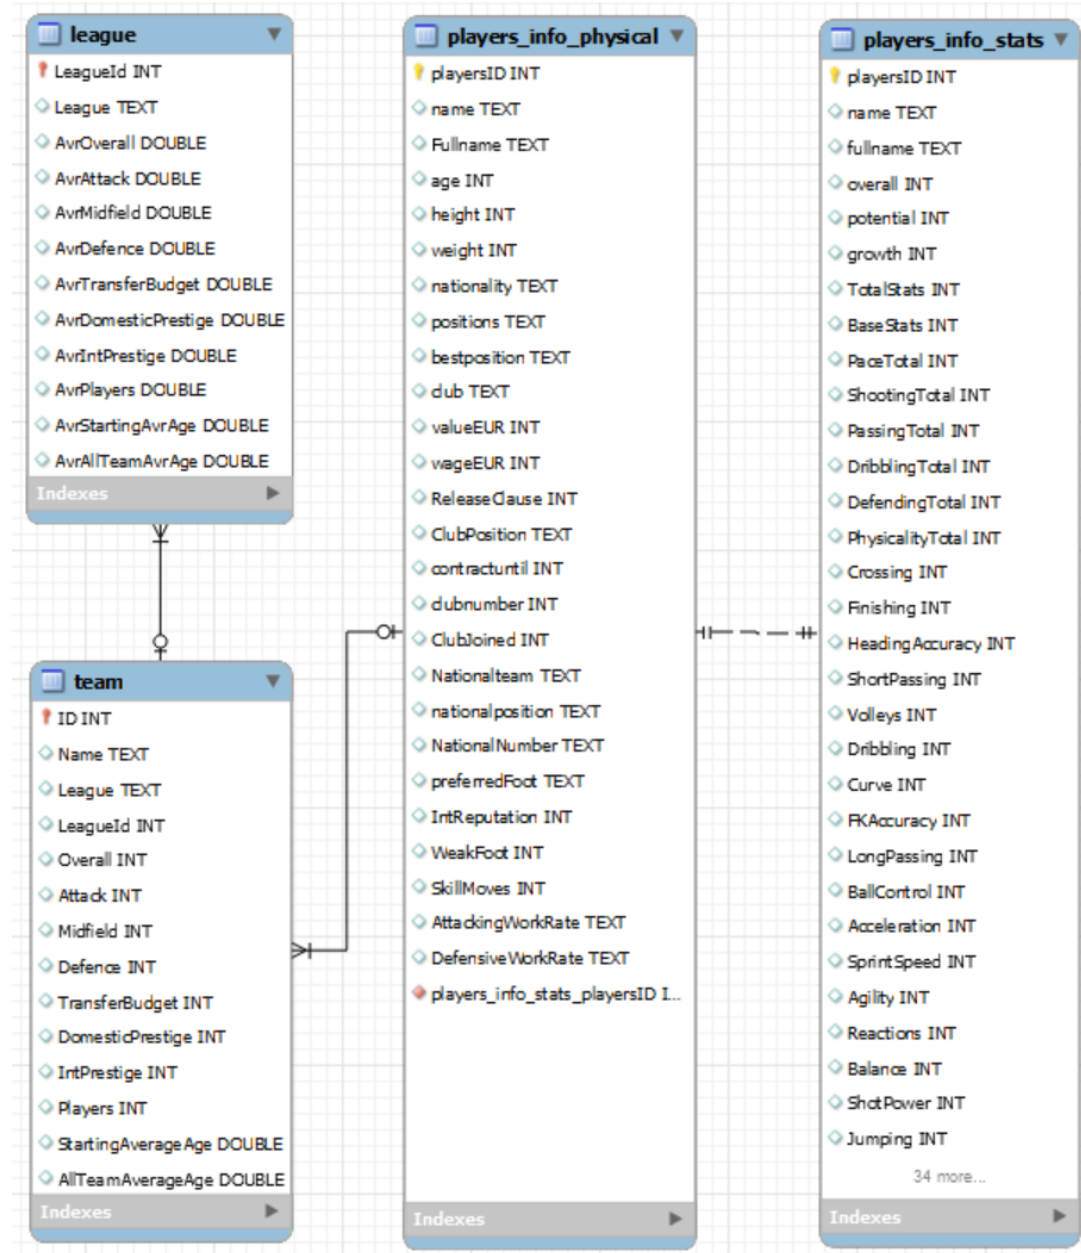 league
LeagueId INT
League TEXT
AvrOverall DOUBLE
AvrAttack DOUBLE
AvrMidfield DOUBLE
AvrDefence DOUBLE
AvrTransferBudget DOUBLE
AvrDomesticPrestige DOUBLE
AvrIntPrestige DOUBLE
AvrPlayers DOUBLE
AvrStartingAvrAge DOUBLE
AvrAllTeamAvrAge DOUBLE
Indexes
team
ID INT
Name TEXT
League TEXT
LeagueId INT
Overall INT
Attack INT
Midfield INT
Defence INT
TransferBudget INT
DomesticPrestige INT
IntPrestige INT
Players INT
StartingAverageAge DOUBLE
AllTeamAverageAge DOUBLE
Indexes
players_info_physical
playersID INT
name TEXT
Fullname TEXT
age INT
height INT
weight INT
nationality TEXT
positions TEXT
bestposition TEXT
club TEXT
valueEUR INT
wageEUR INT
ReleaseClause INT
ClubPosition TEXT
contractuntil INT
clubnumber INT
ClubJoined INT
Nationalteam TEXT
nationalposition TEXT
NationalNumber TEXT
preferredFoot TEXT
IntReputation INT
WeakFoot INT
SkillMoves INT
AttackingWorkRate TEXT
DefensiveWorkRate TEXT
players_info_stats_playersID I...
Indexes
players_info_stats
playersID INT
name TEXT
fullname TEXT
overall INT
potential INT
growth INT
TotalStats INT
BaseStats INT
PaceTotal INT
ShootingTotal INT
PassingTotal INT
DribblingTotal INT
DefendingTotal INT
PhysicalityTotal INT
Crossing INT
Finishing INT
HeadingAccuracy INT
ShortPassing INT
Volleys INT
Dribbling INT
Curve INT
FKAccuracy INT
LongPassing INT
BallControl INT
Acceleration INT
SprintSpeed INT
Agility INT
Reactions INT
Balance INT
ShotPower INT
Jumping INT
34 more...
Indexes